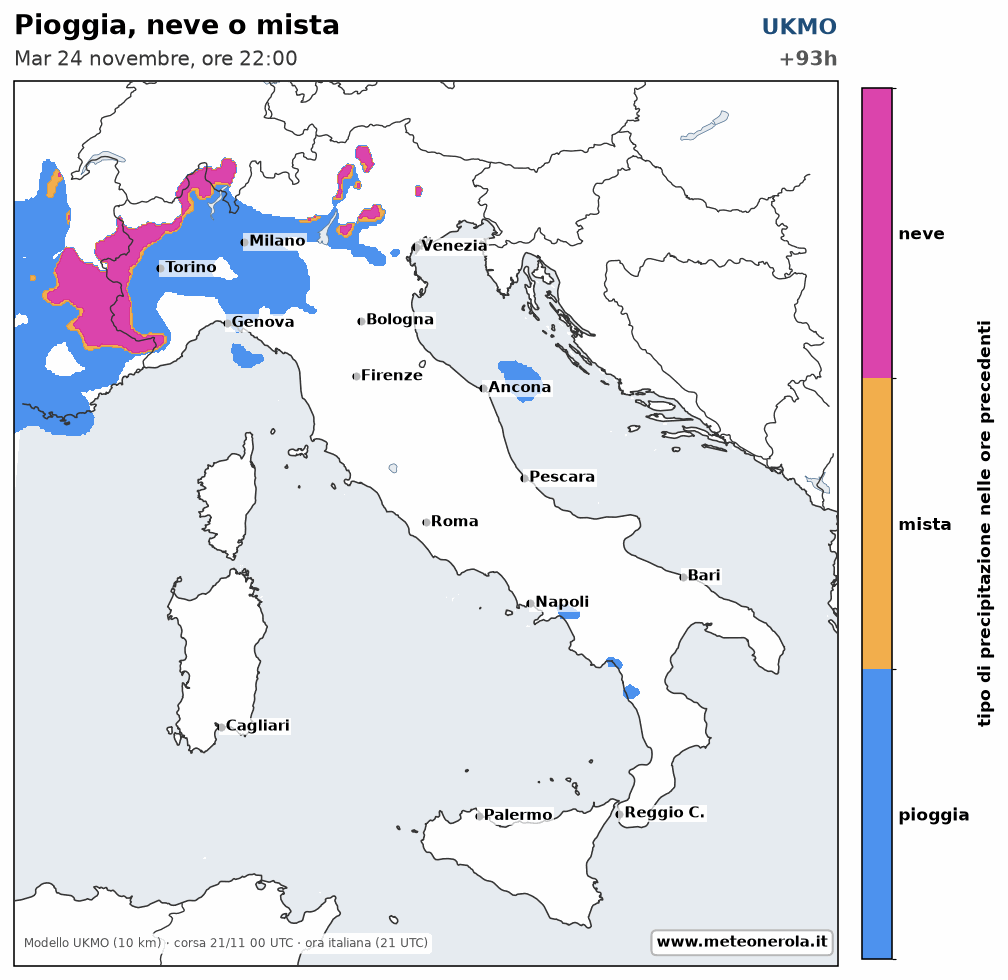 Pioggia, neve o mista
UKMO
Mar 24 novembre, ore 22:00
+93h
neve
mista
pioggia
tipo di precipitazione nelle ore precedenti
Milano
Venezia
Torino
Genova
Bologna
Firenze
Ancona
Pescara
Roma
Bari
Napoli
Cagliari
Palermo
Reggio C.
Modello UKMO (10 km) · corsa 21/11 00 UTC · ora italiana (21 UTC)
www.meteonerola.it